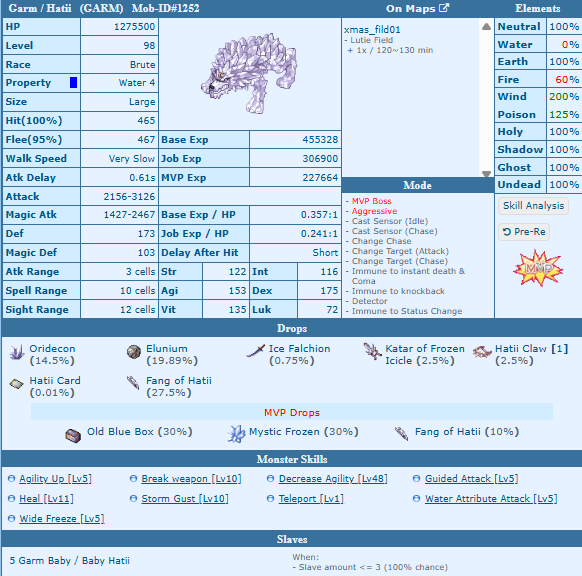 Garm / Hatii (GARM) Mob-ID#1252
HP 1275500
Level 98
Race Brute
Property Water 4
Size Large
Hit(100%) 465
Flee(95%) 467
Walk Speed Very Slow
Atk Delay 0.61s
Attack 2156-3126
Magic Atk 1427-2467
Def 173
Magic Def 103
Atk Range 3 cells
Spell Range 10 cells
Sight Range 12 cells
Base Exp 455328
Job Exp 306900
MVP Exp 227664
Base Exp / HP 0.357:1
Job Exp / HP 0.241:1
Delay After Hit Short
Str 122 Int 116
Agi 153 Dex 175
Vit 135 Luk 72
On Maps
xmas_fild01
- Lutie Field
+ 1x / 120~130 min
Mode
- MVP Boss
- Aggressive
- Cast Sensor (Idle)
- Cast Sensor (Chase)
- Change Chase
- Change Target (Attack)
- Change Target (Chase)
- Immune to instant death &
Coma
- Immune to knockback
- Detector
- Immune to Status Change
Elements
Neutral 100%
Water 0%
Earth 100%
Fire 60%
Wind 200%
Poison 125%
Holy 100%
Shadow 100%
Ghost 100%
Undead 100%
Skill Analysis
Pre-Re
MVP
Drops
Oridecon
(14.5%)
Elunium
(19.89%)
Ice Falchion
(0.75%)
Katar of Frozen
Icicle (2.5%)
Hatii Claw [1]
(2.5%)
Hatii Card
(0.01%)
Fang of Hatii
(27.5%)
MVP Drops
Old Blue Box (30%) Mystic Frozen (30%) Fang of Hatii (10%)
Monster Skills
Agility Up [Lv5] Break weapon [Lv10] Decrease Agility [Lv48] Guided Attack [Lv5]
Heal [Lv11] Storm Gust [Lv10] Teleport [Lv1] Water Attribute Attack [Lv5]
Wide Freeze [Lv5]
Slaves
5 Garm Baby / Baby Hatii
When:
- Slave amount <= 3 (100% chance)